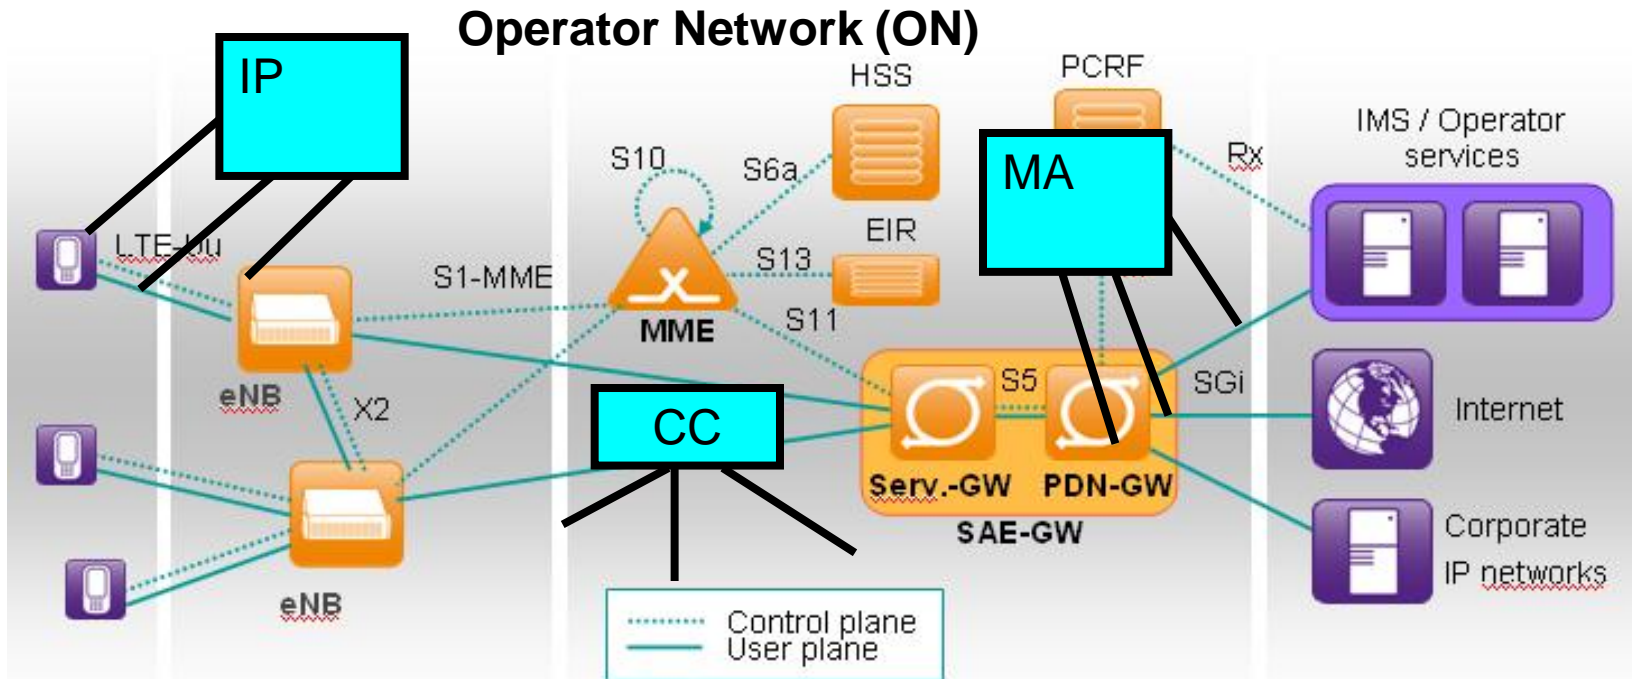 Operator Network (ON)
IP
HSS
PCRF
IMS / Operator
services
S10
S6a
MA
Rx
EIR
LTE-Uu
S13
S1-MME
MME
S11
eNB
X2
CC
S5
SGi
Internet
Serv.-GW
PDN-GW
SAE-GW
Corporate
IP networks
eNB
Control plane
User plane